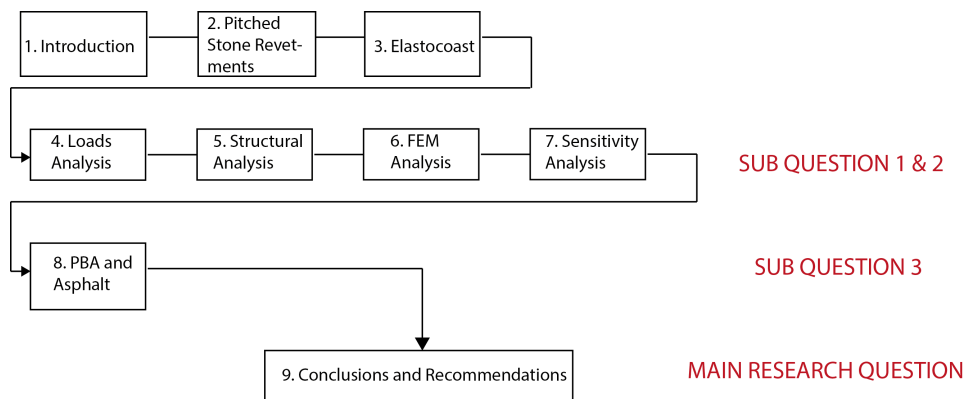 1. Introduction
2. Pitched
Stone Revet-
ments
3. Elastocoast
4. Loads
Analysis
5. Structural
Analysis
6. FEM
Analysis
7. Sensitivity
Analysis
SUB QUESTION 1 & 2
8. PBA and
Asphalt
SUB QUESTION 3
9. Conclusions and Recommendations
MAIN RESEARCH QUESTION